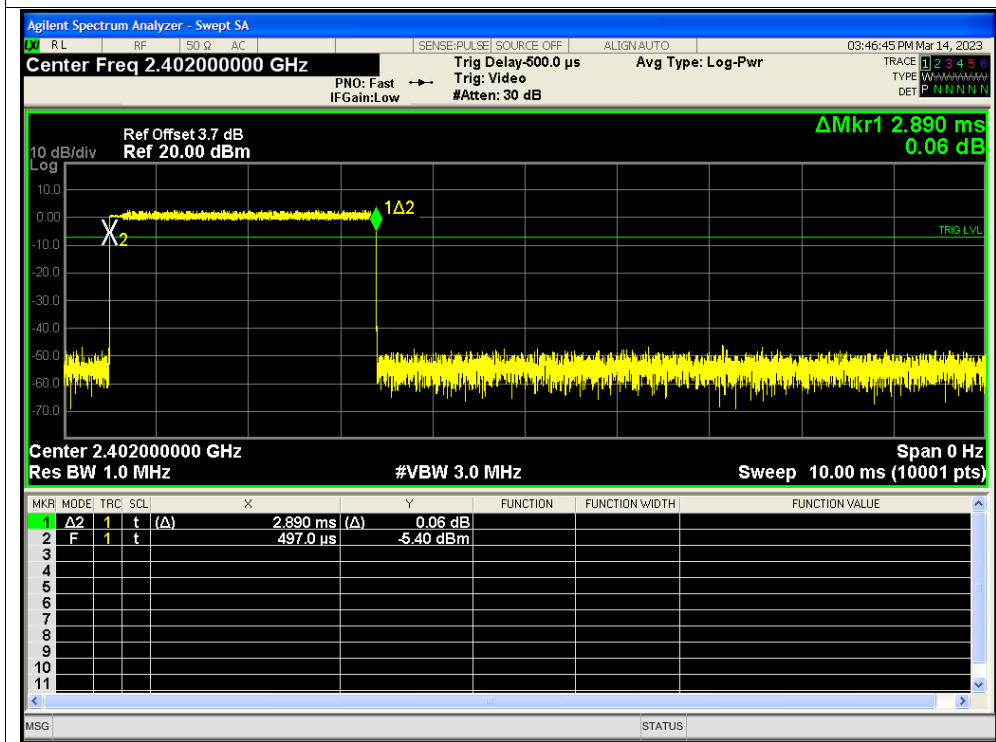 Agilent Spectrum Analyzer - Swept SA
LXI RL RF 50 Ω AC SENSE:PULSE SOURCE OFF ALIGNAUTO 03:46:45 PM Mar 14, 2023
Center Freq 2.402000000 GHz
PNO: Fast
IFGain:Low
Trig Delay-500.0 µs
Trig: Video
#Atten: 30 dB
Avg Type: Log-Pwr
TRACE 1 2 3 4 5 6
TYPE W
DET P N N N N N
ΔMkr1 2.890 ms
0.06 dB
Ref Offset 3.7 dB
10 dB/div Ref 20.00 dBm
Log
10.0
0.00
-10.0
-20.0
-30.0
-40.0
-50.0
-60.0
-70.0
1Δ2
X2
TRIG LVL
Center 2.402000000 GHz Span 0 Hz
Res BW 1.0 MHz #VBW 3.0 MHz Sweep 10.00 ms (10001 pts)
MKR MODE TRC SCL X Y FUNCTION FUNCTION WIDTH FUNCTION VALUE
1 Δ2 1 t (Δ) 2.890 ms (Δ) 0.06 dB
2 F 1 t 497.0 µs -5.40 dBm
3
4
5
6
7
8
9
10
11
MSG STATUS